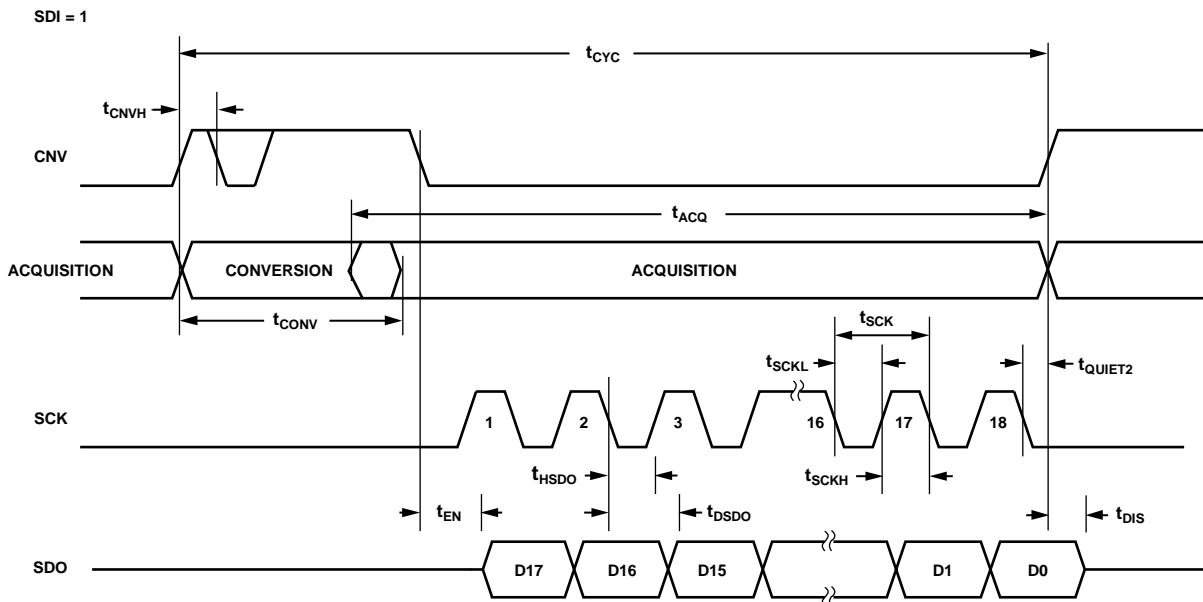 SDI = 1
tCYC
tCNVH
CNV
tACQ
ACQUISITION
CONVERSION
ACQUISITION
tCONV
tSCK
tSCKL
tQUIET2
SCK
1
2
3
16
17
18
tHSDO
tSCKH
tEN
tDSDO
tDIS
SDO
D17
D16
D15
D1
D0